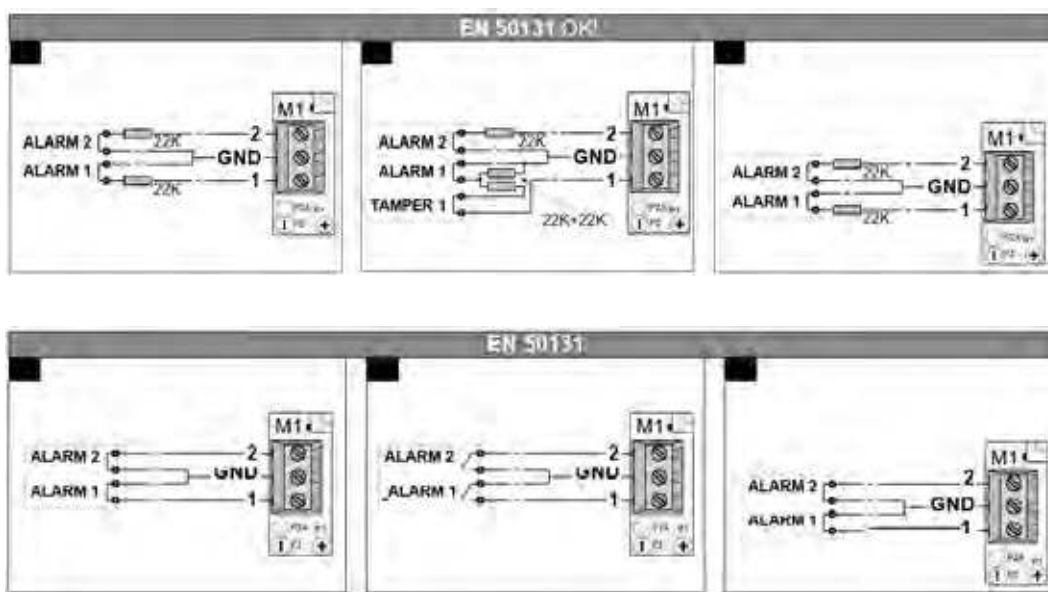 EN 50131 OK!
M1
ALARM 2
22K
2
GND
ALARM 1
22K
1
I
+
M1
ALARM 2
22K
2
GND
ALARM 1
1
TAMPER 1
22K+22K
I
+
M1
ALARM 2
22K
2
GND
ALARM 1
22K
1
I
+
EN 50131
M1
ALARM 2
2
GND
ALARM 1
1
I
+
M1
ALARM 2
2
GND
ALARM 1
1
I
+
M1
ALARM 2
2
GND
ALARM 1
1
I
+